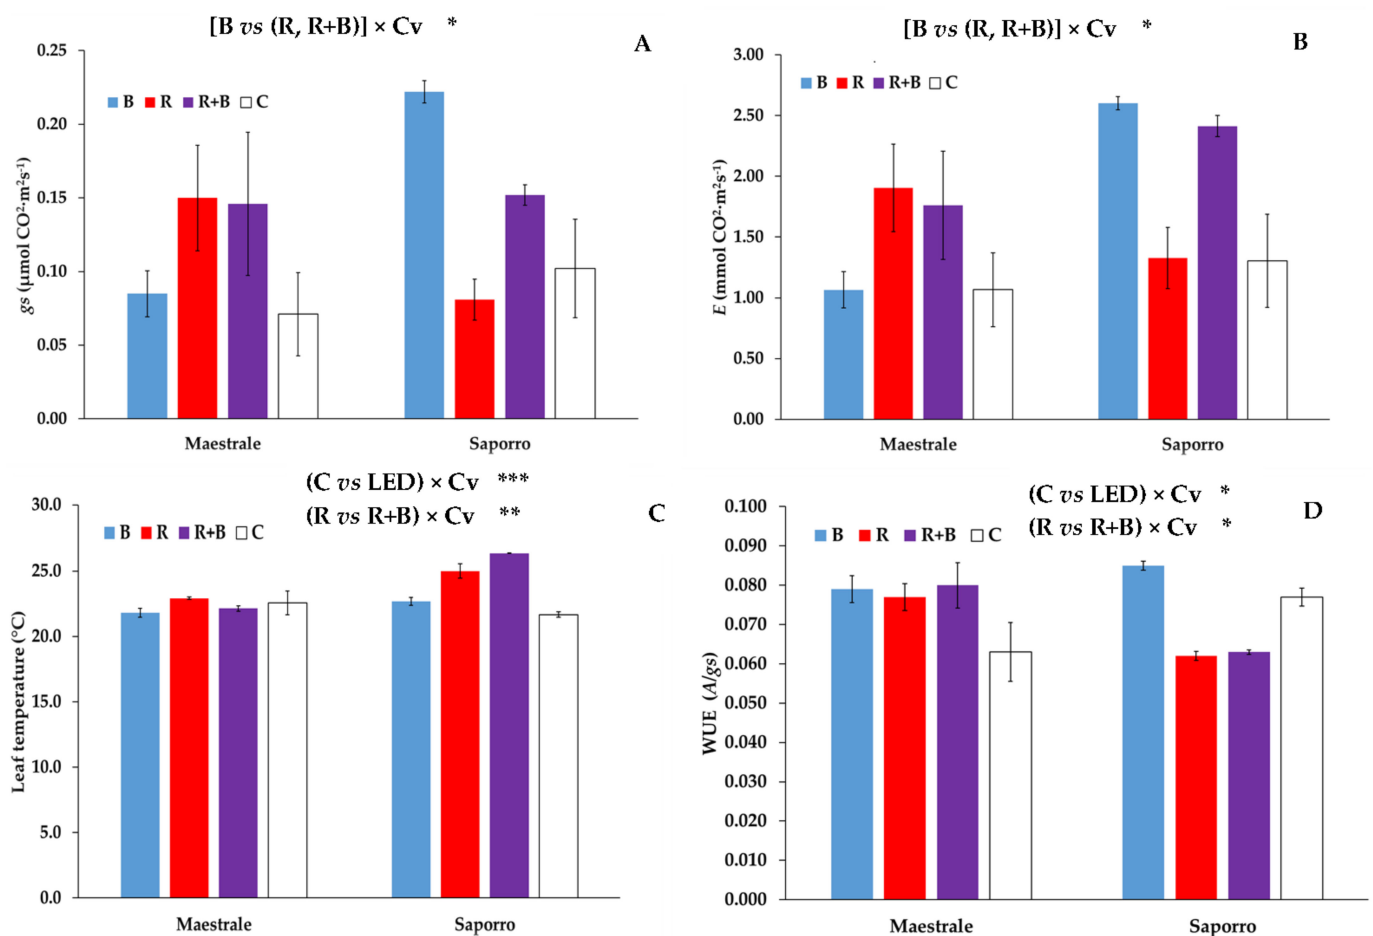 [B vs (R, R+B)] × Cv *
A
0.25
0.20
0.15
0.10
0.05
0.00
gs (µmol CO²·m²s⁻¹)
B R R+B C
Maestrale Saporro
[B vs (R, R+B)] × Cv *
B
3.00
2.50
2.00
1.50
1.00
0.50
0.00
E (mmol CO²·m²s⁻¹)
B R R+B C
Maestrale Saporro
(C vs LED) × Cv ***
(R vs R+B) × Cv **
C
30.0
25.0
20.0
15.0
10.0
5.0
0.0
Leaf temperature (°C)
B R R+B C
Maestrale Saporro
(C vs LED) × Cv *
(R vs R+B) × Cv *
D
0.100
0.090
0.080
0.070
0.060
0.050
0.040
0.030
0.020
0.010
0.000
WUE (A/gs)
B R R+B C
Maestrale Saporro